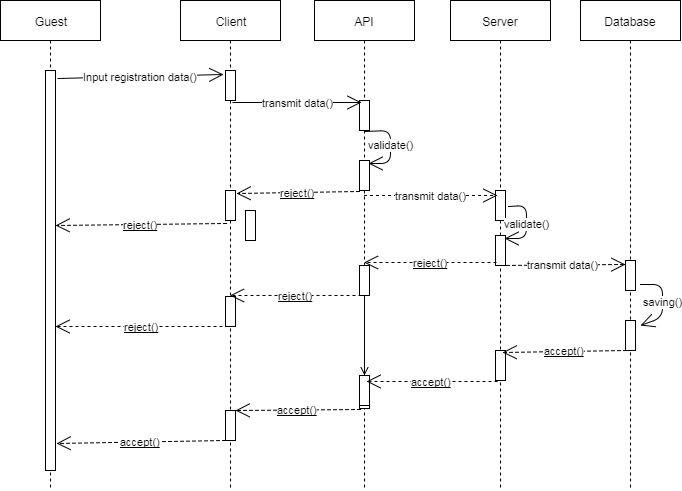 Guest
Client
API
Server
Database
Input registration data()
transmit data()
validate()
reject()
transmit data()
reject()
validate()
reject()
transmit data()
reject()
saving()
reject()
accept()
accept()
accept()
accept()